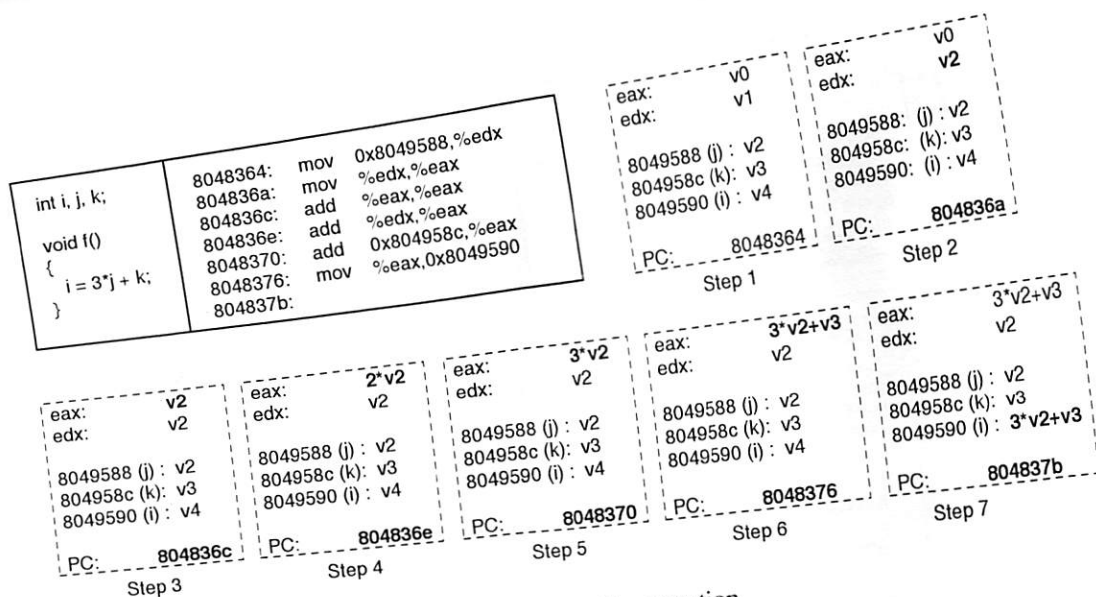 int i, j, k;
void f()
{
i = 3*j + k;
}
8048364: mov 0x8049588,%edx
804836a: mov %edx,%eax
804836c: add %eax,%eax
804836e: add %edx,%eax
8048370: add 0x804958c,%eax
8048376: mov %eax,0x8049590
804837b:
eax: v0
edx: v1
8049588 (j) : v2
804958c (k): v3
8049590 (i) : v4
PC: 8048364
Step 1
eax: v0
edx: v2
8049588: (j) : v2
804958c: (k): v3
8049590: (i) : v4
PC: 804836a
Step 2
eax: v2
edx: v2
8049588 (j) : v2
804958c (k): v3
8049590 (i) : v4
PC: 804836c
Step 3
eax: 2*v2
edx: v2
8049588 (j) : v2
804958c (k): v3
8049590 (i) : v4
PC: 804836e
Step 4
eax: 3*v2
edx: v2
8049588 (j) : v2
804958c (k): v3
8049590 (i) : v4
PC: 8048370
Step 5
eax: 3*v2+v3
edx: v2
8049588 (j) : v2
804958c (k): v3
8049590 (i) : v4
PC: 8048376
Step 6
eax: 3*v2+v3
edx: v2
8049588 (j) : v2
804958c (k): v3
8049590 (i) : 3*v2+v3
PC: 804837b
Step 7